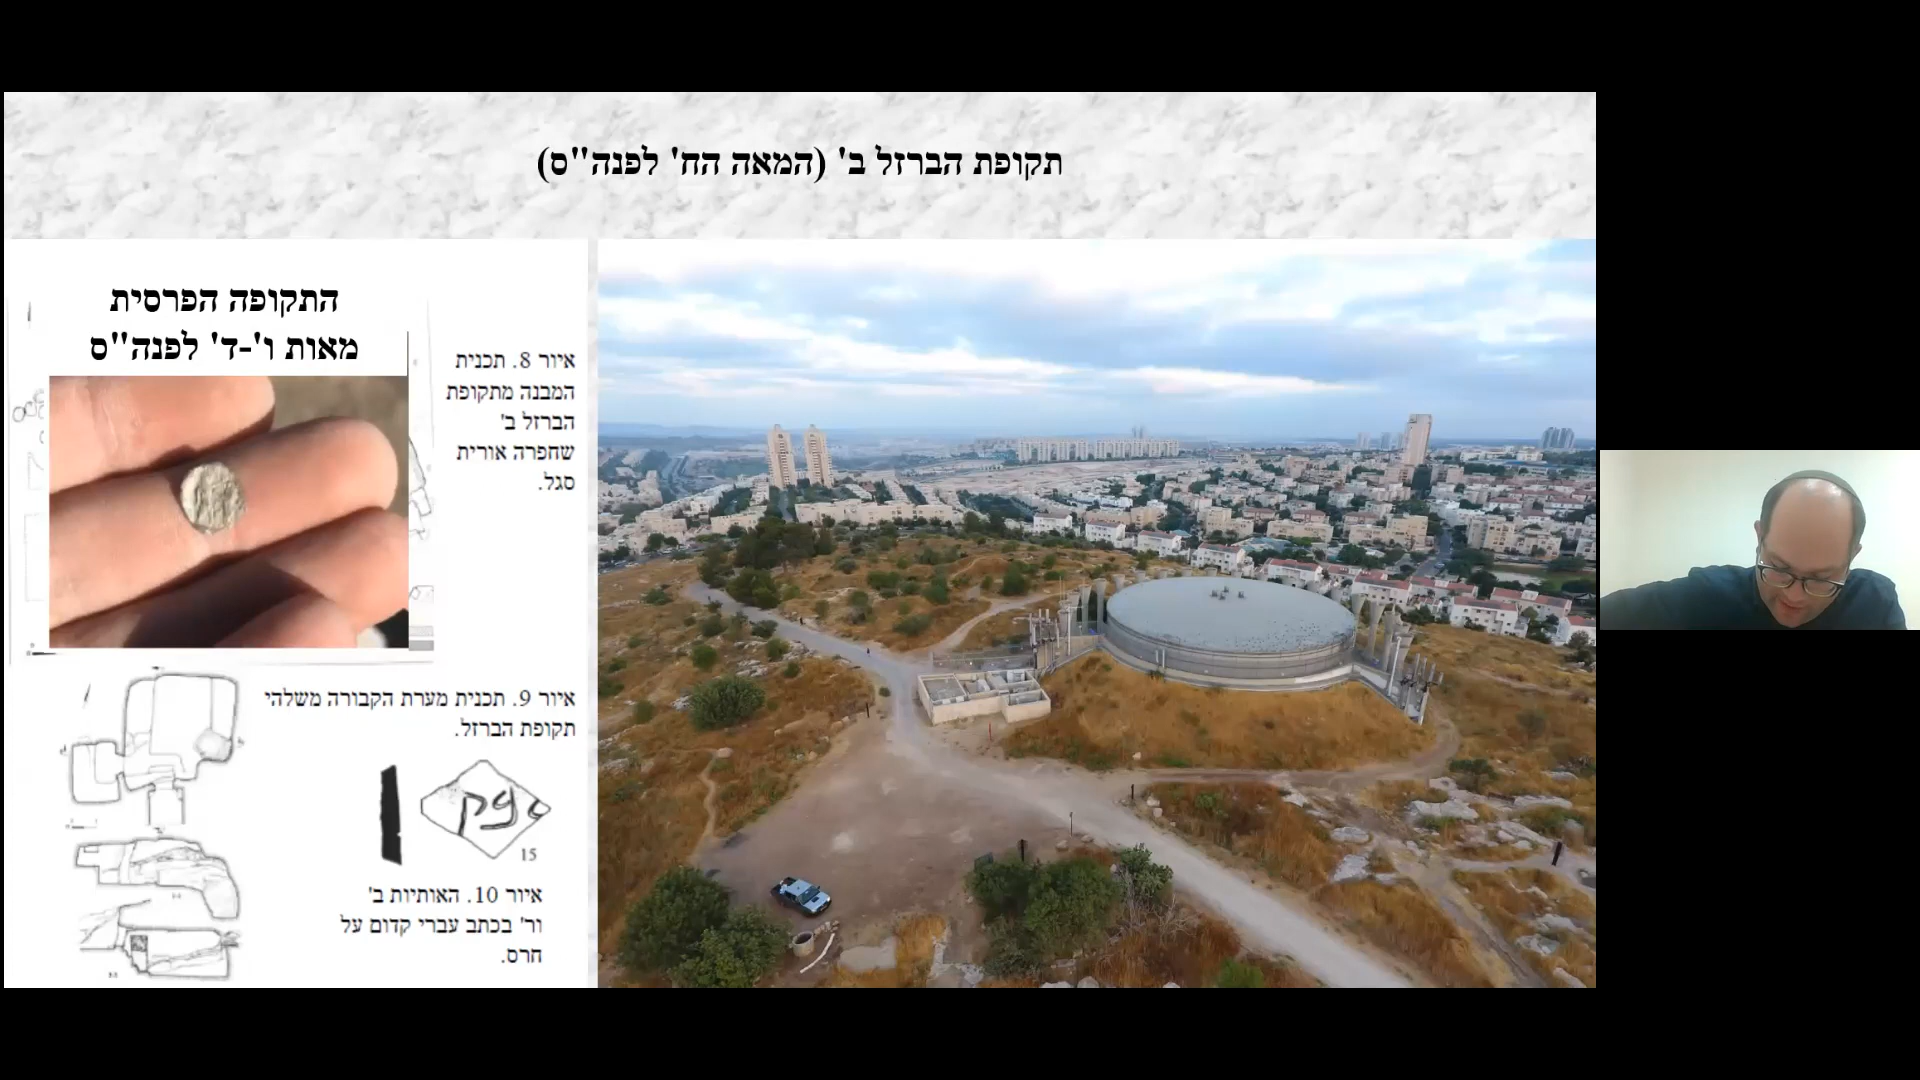 תקופת הברזל ב' (המאה הח' לפנה"ס)
התקופה הפרסית
מאות ו'-ד' לפנה"ס
איור 8. תכנית
המבנה מתקופת
הברזל ב'
שחפרה אורית
סגל.
איור 9. תכנית מערת הקבורה משלהי
תקופת הברזל.
15
איור 10. האותיות ב'
ור' בכתב עברי קדום על
חרס.